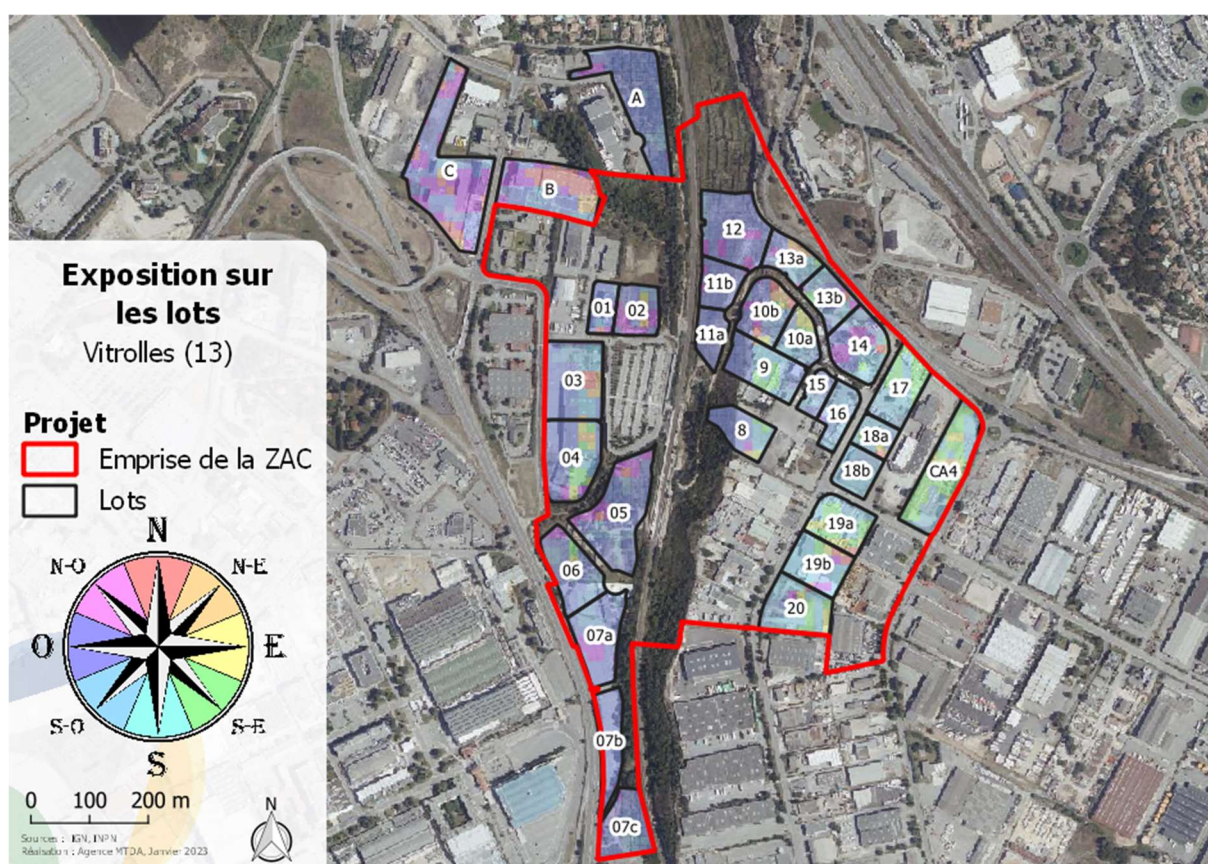 Exposition sur
les lots
Vitrolles (13)
Projet
Emprise de la ZAC
Lots
N
N-O
N-E
O
E
S-O
S-E
S
0 100 200 m
N
Sources : IGN, INPN
Réalisation : Agence MTDA, Janvier 2023
A
C
B
12
13a
11b
13b
01
02
10b
11a
10a
14
9
03
15
17
16
8
18a
04
18b
CA4
05
19a
06
19b
07a
20
07b
07c